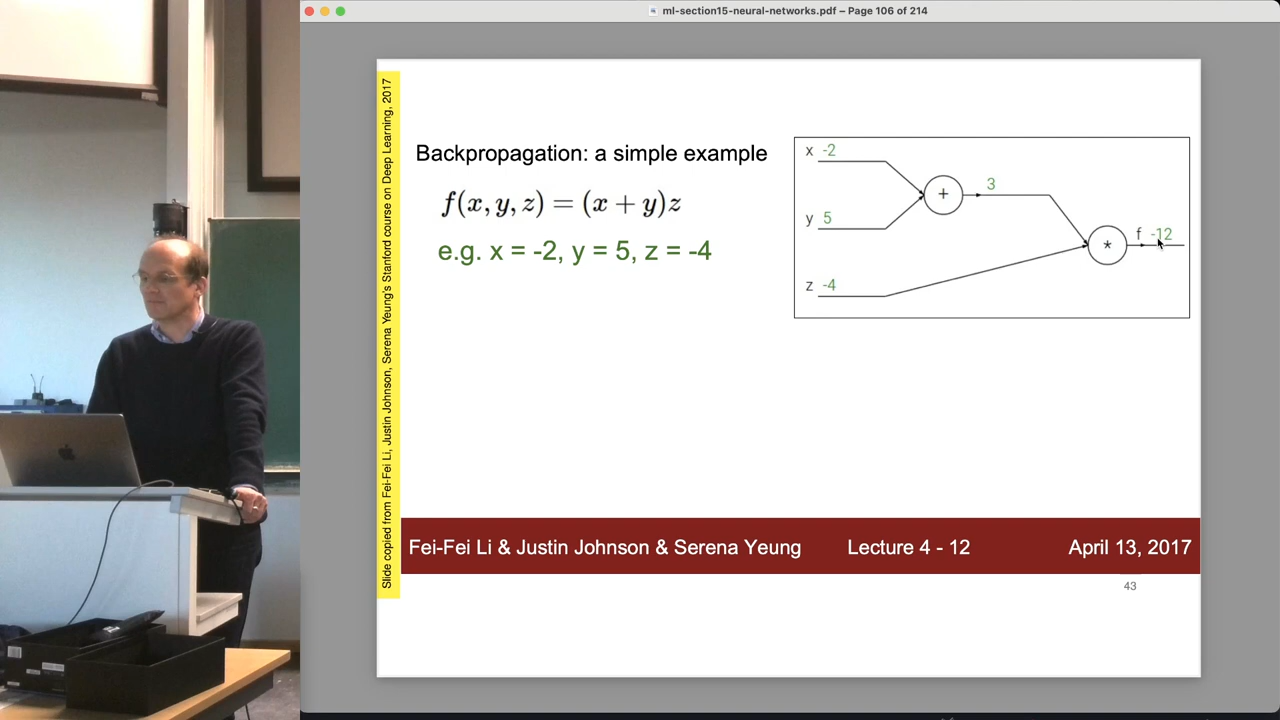 ml-section15-neural-networks.pdf – Page 106 of 214
Slide copied from Fei-Fei Li, Justin Johnson, Serena Yeung's Stanford course on Deep Learning, 2017
Backpropagation: a simple example
f(x, y, z) = (x + y)z
e.g. x = -2, y = 5, z = -4
x -2
+
3
y 5
f -12
*
z -4
Fei-Fei Li & Justin Johnson & Serena Yeung Lecture 4 - 12 April 13, 2017
43